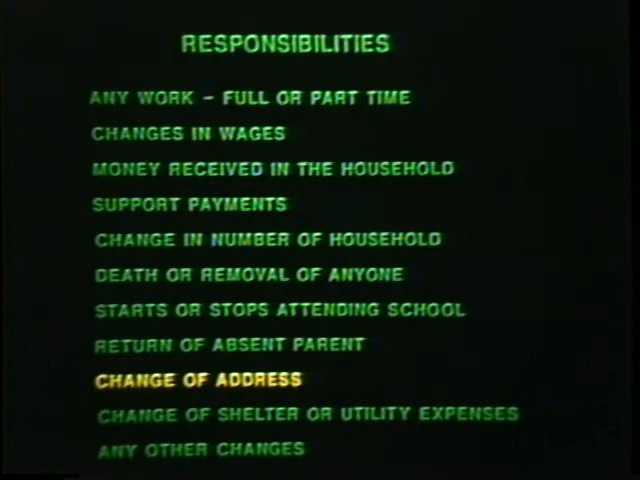 RESPONSIBILITIES
ANY WORK - FULL OR PART TIME
CHANGES IN WAGES
MONEY RECEIVED IN THE HOUSEHOLD
SUPPORT PAYMENTS
CHANGE IN NUMBER OF HOUSEHOLD
DEATH OR REMOVAL OF ANYONE
STARTS OR STOPS ATTENDING SCHOOL
RETURN OF ABSENT PARENT
CHANGE OF ADDRESS
CHANGE OF SHELTER OR UTILITY EXPENSES
ANY OTHER CHANGES